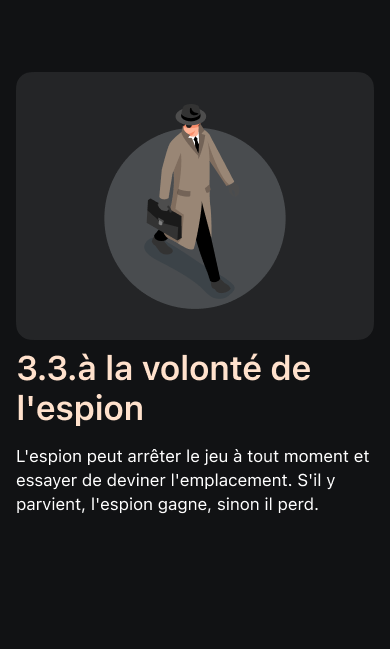 3.3.à la volonté de
l'espion
L'espion peut arrêter le jeu à tout moment et
essayer de deviner l'emplacement. S'il y
parvient, l'espion gagne, sinon il perd.